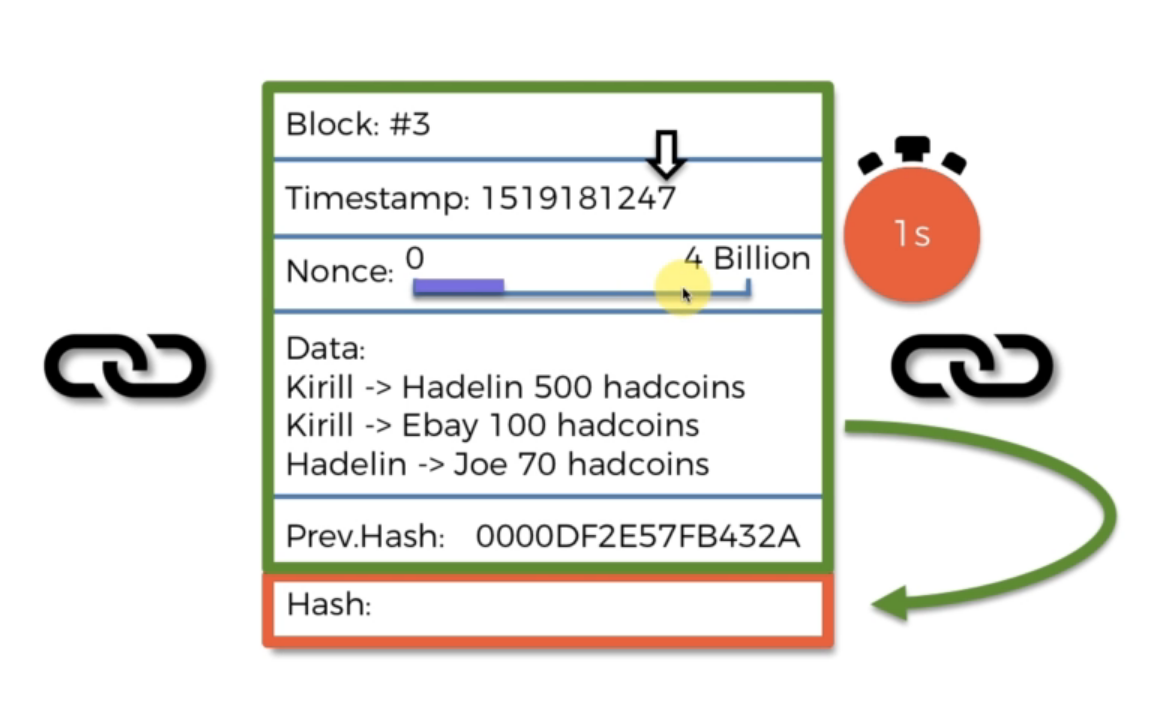 Block: #3
Timestamp: 1519181247
1s
0
4 Billion
Nonce:
Data:
Kirill -> Hadelin 500 hadcoins
Kirill -> Ebay 100 hadcoins
Hadelin -> Joe 70 hadcoins
Prev.Hash: 0000DF2E57FB432A
Hash: